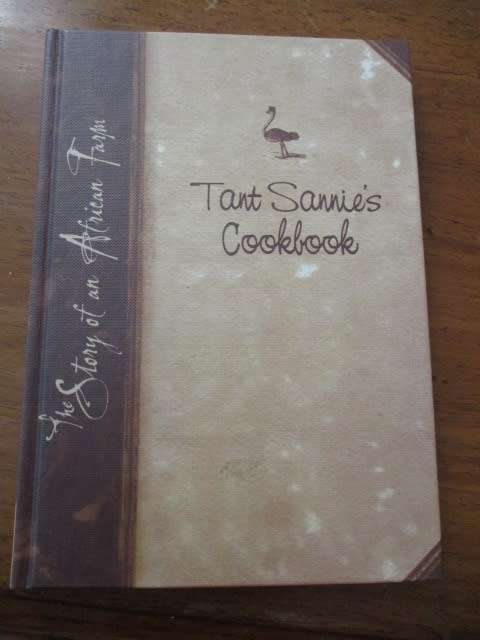 The Story of an African Farm
Tant Sannie's
Cookbook